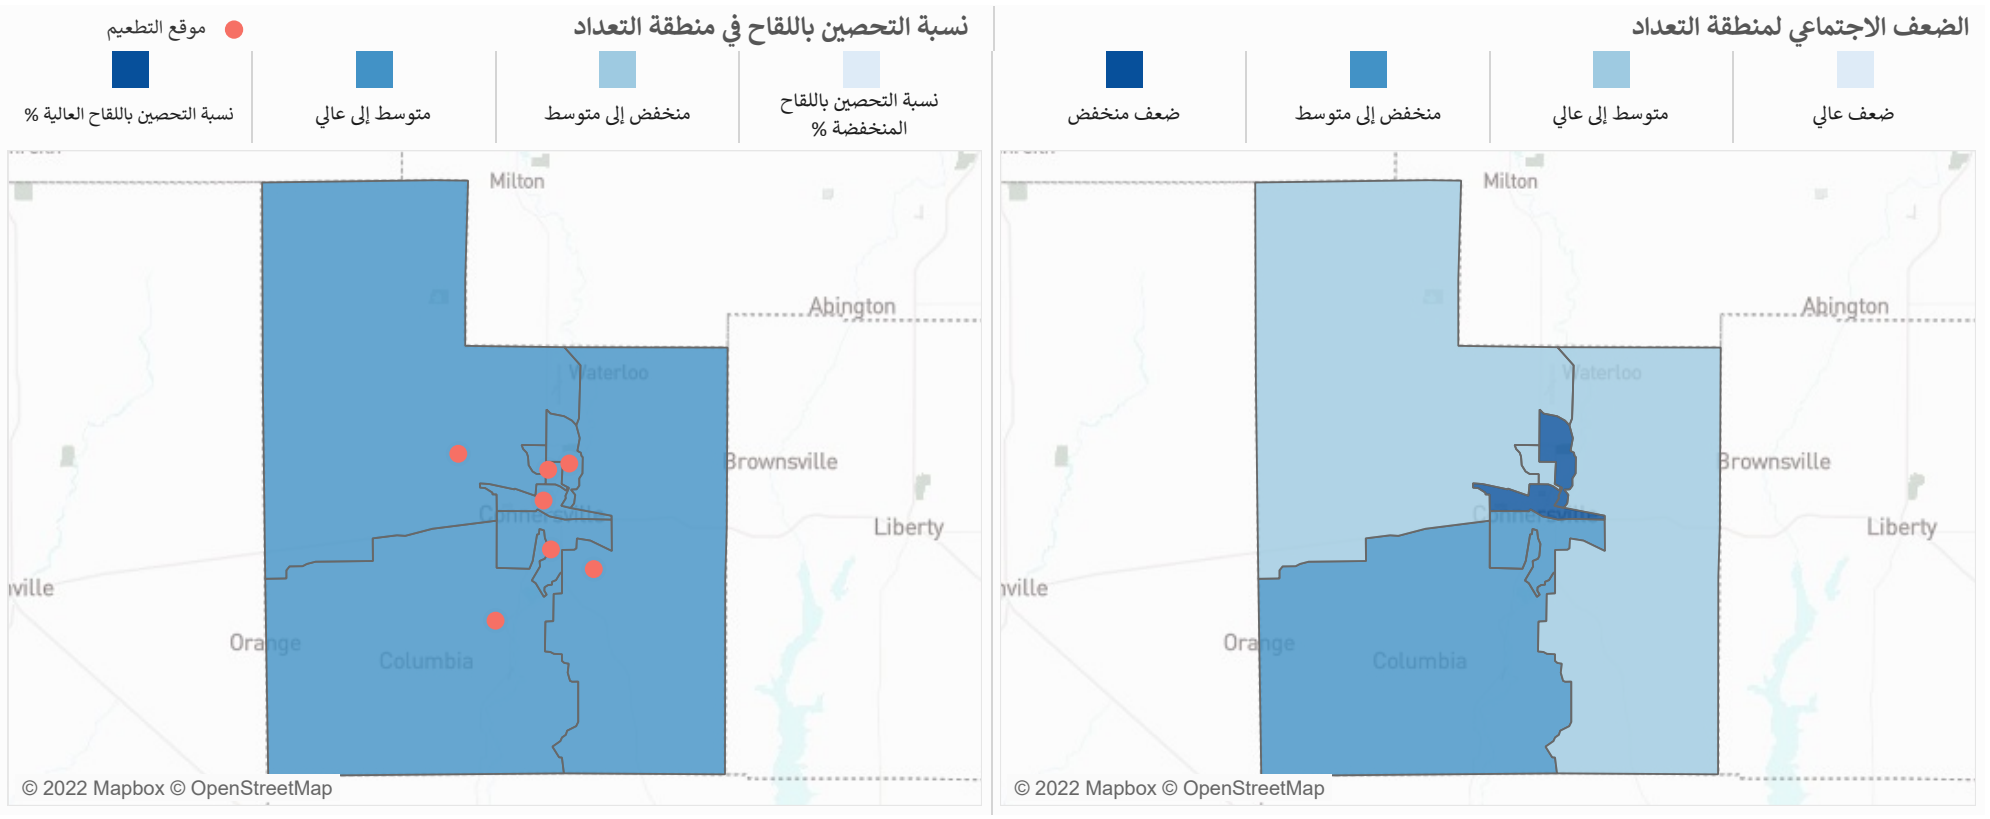 الضعف الاجتماعي لمنطقة التعداد
ضعف عالي
متوسط إلى عالي
منخفض إلى متوسط
ضعف منخفض
Milton
Abington
Waterloo
Brownsville
Connersville
Liberty
Orange
Columbia
© 2022 Mapbox © OpenStreetMap
نسبة التحصين باللقاح في منطقة التعداد
موقع التطعيم
نسبة التحصين باللقاح
المنخفضة %
منخفض إلى متوسط
متوسط إلى عالي
نسبة التحصين باللقاح العالية %
Milton
Abington
Waterloo
Brownsville
Connersville
Liberty
Orange
Columbia
© 2022 Mapbox © OpenStreetMap